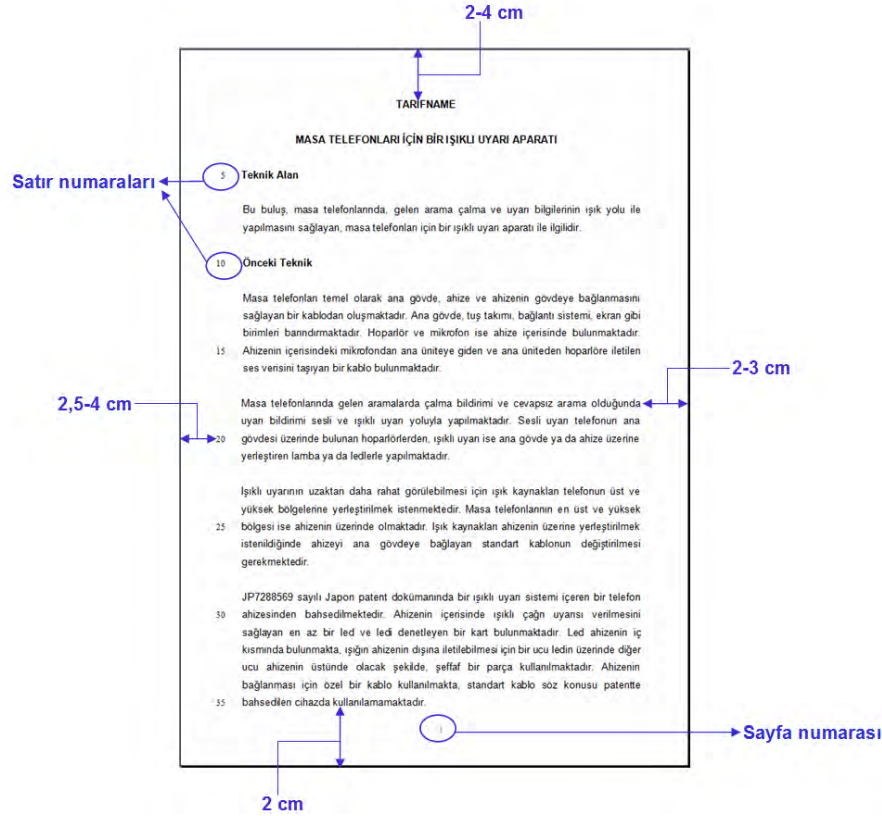 2-4 cm
TARİFNAME
MASA TELEFONLARI İÇİN BİR IŞIKLI UYARI APARATI
Satır numaraları
5 Teknik Alan
Bu buluş, masa telefonlarında, gelen arama çalma ve uyarı bilgilerinin ışık yolu ile
yapılmasını sağlayan, masa telefonları için bir ışıklı uyarı aparatı ile ilgilidir.
10 Önceki Teknik
Masa telefonları temel olarak ana gövde, ahize ve ahizenin gövdeye bağlanmasını
sağlayan bir kablodan oluşmaktadır. Ana gövde, tuş takımı, bağlantı sistemi, ekran gibi
birimleri barındırmaktadır. Hoparlör ve mikrofon ise ahize içerisinde bulunmaktadır.
15 Ahizenin içerisindeki mikrofondan ana üniteye giden ve ana üniteden hoparlöre iletilen
ses verisini taşıyan bir kablo bulunmaktadır.
2-3 cm
2,5-4 cm
Masa telefonlarında gelen aramalarda çalma bildirimi ve cevapsız arama olduğunda
uyarı bildirimi sesli ve ışıklı uyarı yoluyla yapılmaktadır. Sesli uyarı telefonun ana
20 gövdesi üzerinde bulunan hoparlörlerden, ışıklı uyarı ise ana gövde ya da ahize üzerine
yerleştiren lamba ya da ledlerle yapılmaktadır.
Işıklı uyarının uzaktan daha rahat görülebilmesi için ışık kaynakları telefonun üst ve
yüksek bölgelerine yerleştirilmek istenmektedir. Masa telefonlarının en üst ve yüksek
25 bölgesi ise ahizenin üzerinde olmaktadır. Işık kaynakları ahizenin üzerine yerleştirilmek
istenildiğinde ahizeyi ana gövdeye bağlayan standart kablonun değiştirilmesi
gerekmektedir.
JP7288569 sayılı Japon patent dokümanında bir ışıklı uyarı sistemi içeren bir telefon
30 ahizesinden bahsedilmektedir. Ahizenin içerisinde ışıklı çağrı uyarısı verilmesini
sağlayan en az bir led ve ledi denetleyen bir kart bulunmaktadır. Led ahizenin iç
kısmında bulunmakta, ışığın ahizenin dışına iletilebilmesi için bir ucu ledin üzerinde diğer
ucu ahizenin üstünde olacak şekilde, şeffaf bir parça kullanılmaktadır. Ahizenin
bağlanması için özel bir kablo kullanılmakta, standart kablo söz konusu patentte
35 bahsedilen cihazda kullanılamamaktadır.
1
Sayfa numarası
2 cm